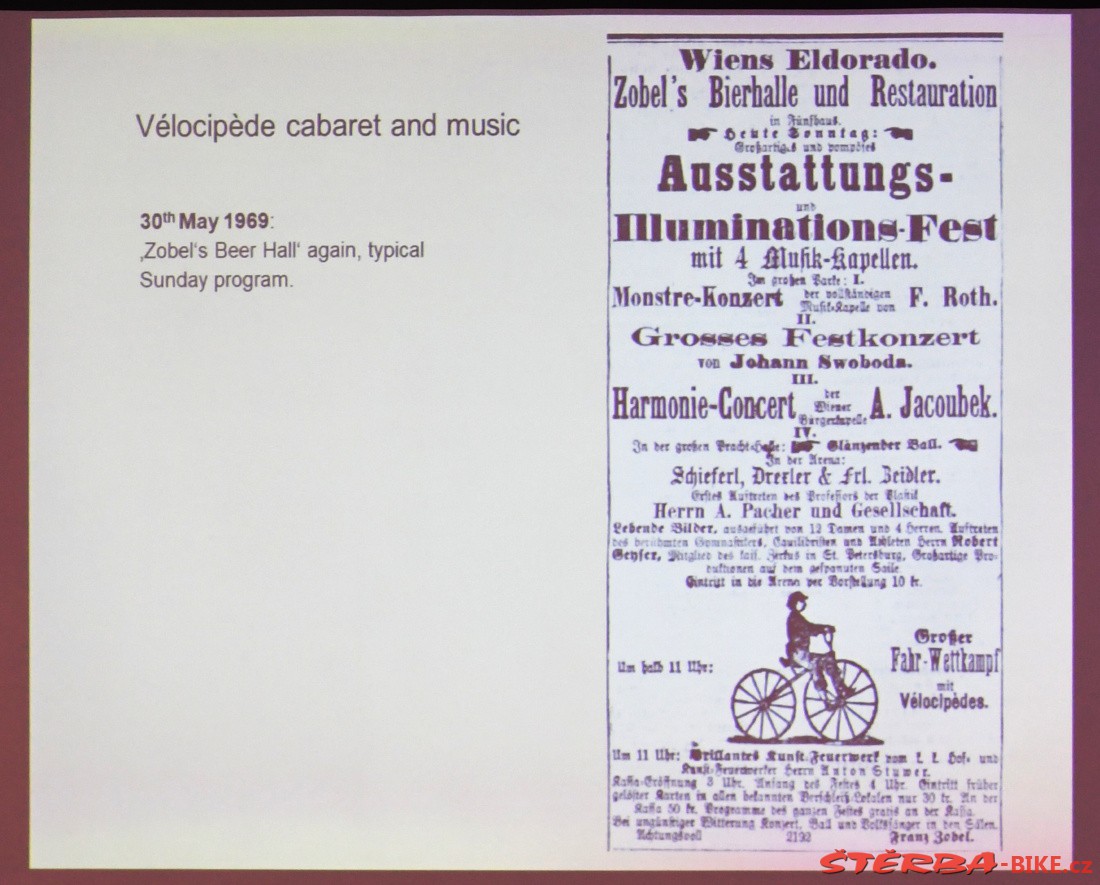 Vélocipède cabaret and music
30th May 1969:
‚Zobel‘s Beer Hall‘ again, typical
Sunday program.
Wiens Eldorado.
Zobel's Bierhalle und Restauration
in Fünfhaus.
Heute Sonntag:
Großartiges und pompöses
Ausstattungs-
und
Illuminations-Fest
mit 4 Musik-Kapellen.
Im großen Parke: I.
Monstre-Konzert der vollständigen Musik-Kapelle von F. Roth.
II.
Grosses Festkonzert
von Johann Swoboda.
III.
Harmonie-Concert der Wiener Bürgerkapelle A. Jacoubek.
IV.
In der großen Pracht-Halle: Glänzender Ball.
In der Arena:
Schieferl, Drexler & Frl. Zeidler.
Erstes Auftreten des Professors der Plastik
Herrn A. Pacher und Gesellschaft.
Lebende Bilder, ausgeführt von 12 Damen und 4 Herren. Auftreten
des berühmten Gymnastikers, Equilibristen und Athleten Herrn Robert
Geyser, Mitglied des kais. Zirkus in St. Petersburg, Großartige Pro-
duktionen auf dem gespannten Seile.
Eintritt in die Arena per Vorstellung 10 kr.
Um halb 11 Uhr:
Großer
Fahr-Wettkampf
mit
Vélocipèdes.
Um 11 Uhr: Brillantes Kunst-Feuerwerk vom k. k. Hof- und
Kunst-Feuerwerker Herrn Anton Stuwer.
Kassa-Eröffnung 3 Uhr. Anfang des Festes 4 Uhr. Eintritt früher
gelöster Karten in allen bekannten Verschleiß-Lokalen nur 30 kr. An der
Kassa 50 kr. Programme des ganzen Festes gratis an der Kassa.
Bei ungünstiger Witterung Konzert, Ball und Volkssänger in den Sälen.
Achtungsvoll 2192 Franz Zobel.
ŠTĚRBA-BIKE.cz